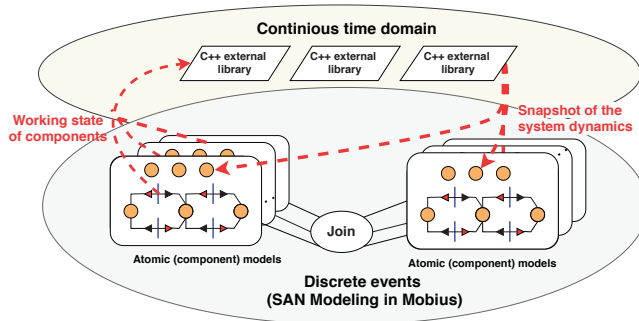 Continious time domain
C++ external
library
C++ external
library
C++ external
library
Working state
of components
Snapshot of the
system dynamics
Join
Atomic (component) models
Atomic (component) models
Discrete events
(SAN Modeling in Mobius)